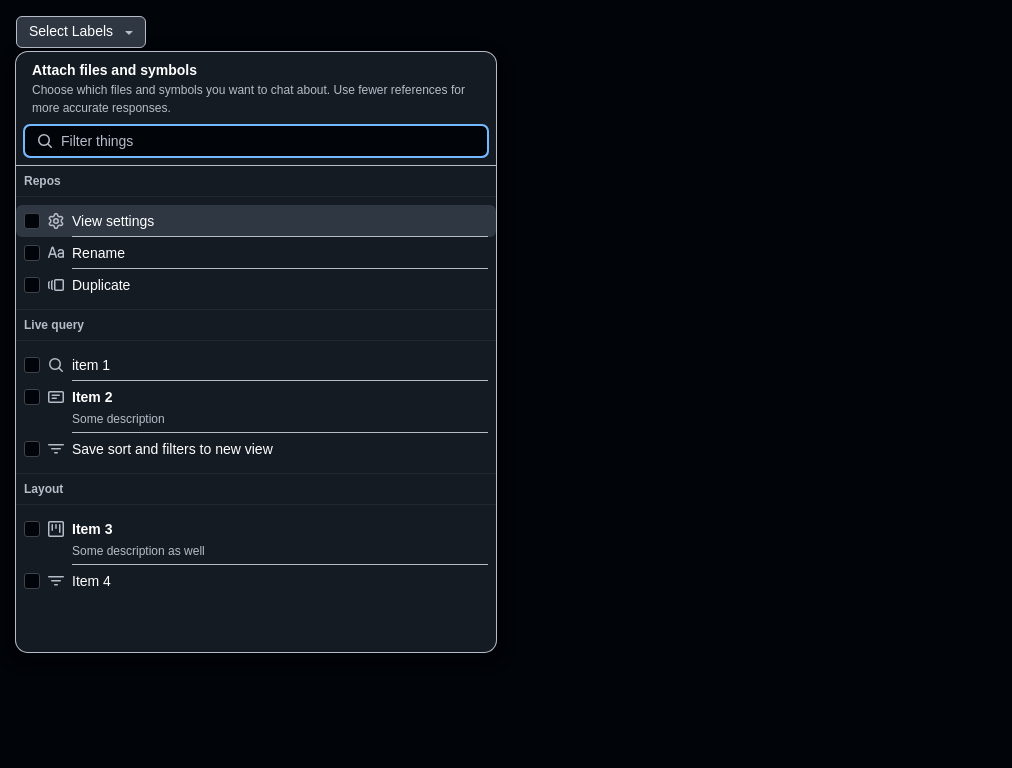 Select Labels
Attach files and symbols
Choose which files and symbols you want to chat about. Use fewer references for
more accurate responses.
Filter things
Repos
View settings
Rename
Duplicate
Live query
item 1
Item 2
Some description
Save sort and filters to new view
Layout
Item 3
Some description as well
Item 4